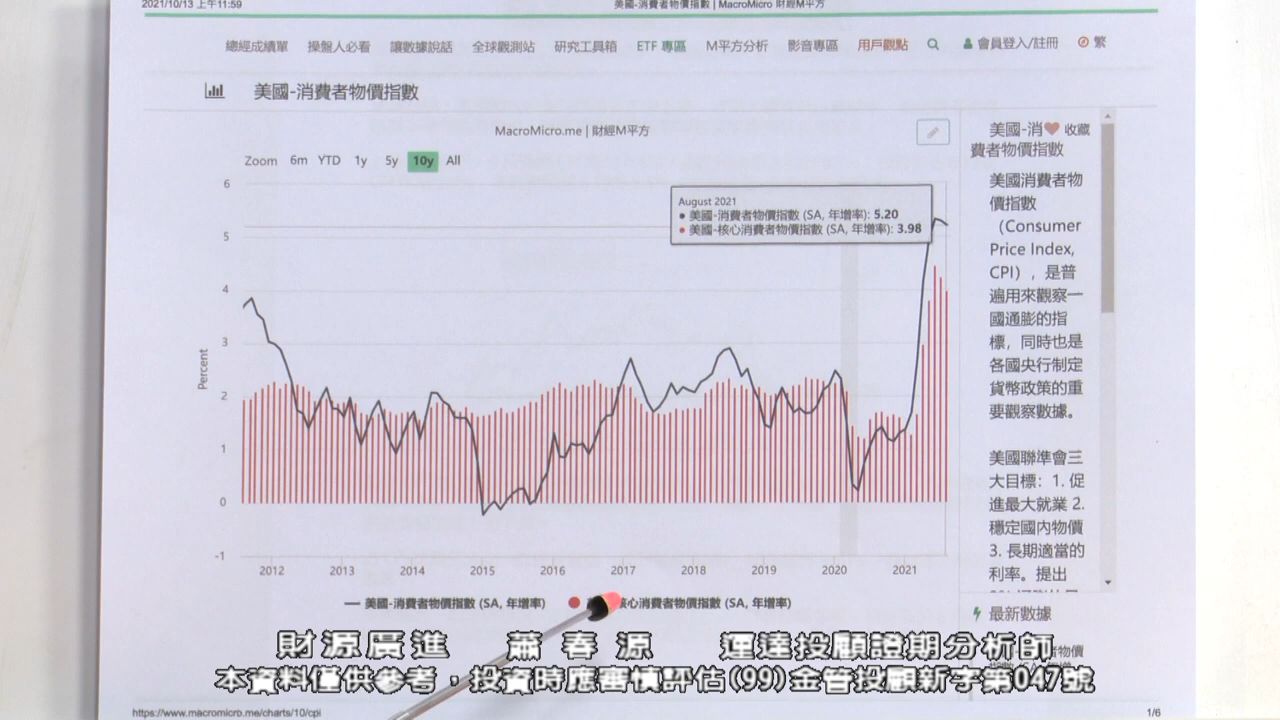 2021/10/13 上午11:59
美國-消費者物價指數 | MacroMicro 財經M平方
總經成績單 操盤人必看 讓數據說話 全球觀測站 研究工具箱 ETF 專區 M平方分析 影音專區 用戶觀點 會員登入/註冊 繁
美國-消費者物價指數
MacroMicro.me | 財經M平方
Zoom 6m YTD 1y 5y 10y All
August 2021
美國-消費者物價指數 (SA, 年增率): 5.20
美國-核心消費者物價指數 (SA, 年增率): 3.98
Percent
6
5
4
3
2
1
0
-1
2012 2013 2014 2015 2016 2017 2018 2019 2020 2021
美國-消費者物價指數 (SA, 年增率) 心消費者物價指數 (SA, 年增率)
美國-消 收藏
費者物價指數
美國消費者物
價指數
（Consumer
Price Index,
CPI），是普
遍用來觀察一
國通膨的指
標，同時也是
各國央行制定
貨幣政策的重
要觀察數據。
美國聯準會三
大目標：1. 促
進最大就業 2.
穩定國內物價
3. 長期適當的
利率。提出
最新數據
財源廣進 蕭春源 運達投顧證期分析師
本資料僅供參考，投資時應審慎評估(99)金管投顧新字第047號
https://www.macromicro.me/charts/10/cpi
1/6